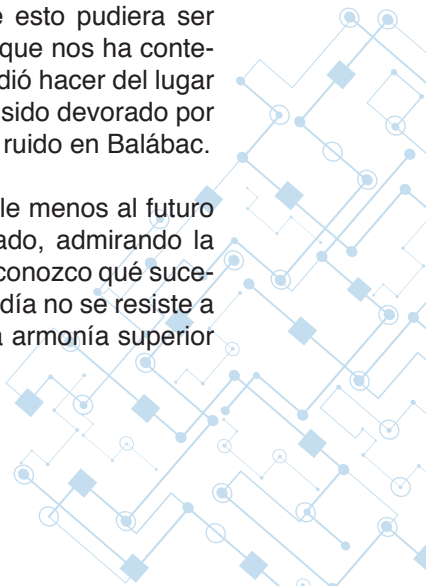 e esto pudiera ser
que nos ha conte-
dió hacer del lugar
sido devorado por
ruido en Balábac.
le menos al futuro
ado, admirando la
conozco qué suce-
día no se resiste a
a armonía superior